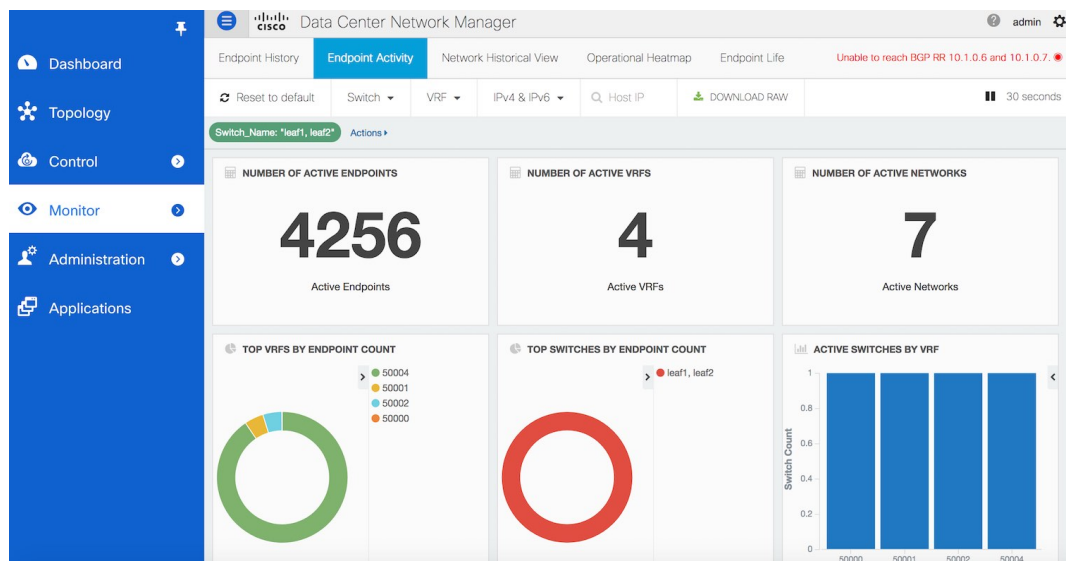 cisco Data Center Network Manager
admin
Dashboard
Topology
Control
Monitor
Administration
Applications
Endpoint History
Endpoint Activity
Network Historical View
Operational Heatmap
Endpoint Life
Unable to reach BGP RR 10.1.0.6 and 10.1.0.7.
Reset to default
Switch
VRF
IPv4 & IPv6
Host IP
DOWNLOAD RAW
30 seconds
Switch_Name: "leaf1, leaf2"
Actions
NUMBER OF ACTIVE ENDPOINTS
4256
Active Endpoints
NUMBER OF ACTIVE VRFS
4
Active VRFs
NUMBER OF ACTIVE NETWORKS
7
Active Networks
TOP VRFS BY ENDPOINT COUNT
50004
50001
50002
50000
TOP SWITCHES BY ENDPOINT COUNT
leaf1, leaf2
ACTIVE SWITCHES BY VRF
Switch Count
1
0.8
0.6
0.4
0.2
0
50000
50001
50002
50004